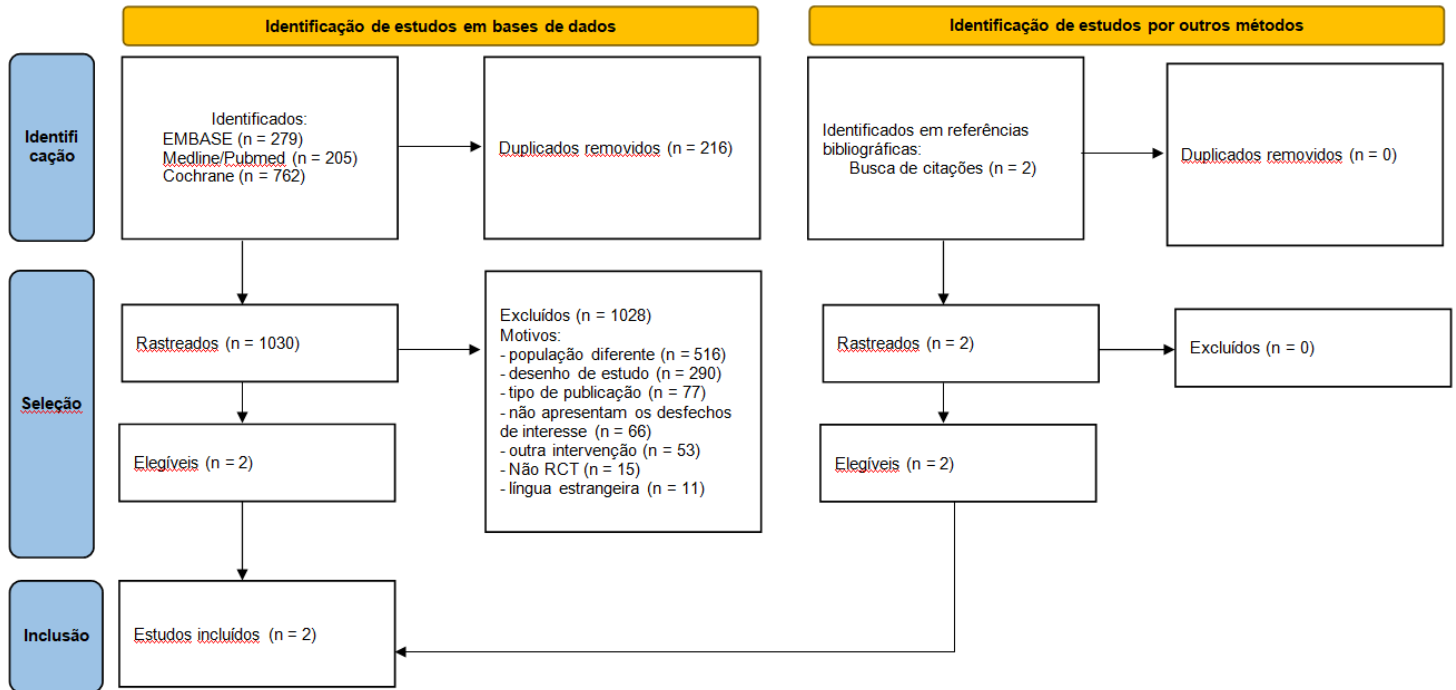 Identificação de estudos em bases de dados
Identificação de estudos por outros métodos
Identifi
cação
Identificados:
EMBASE (n = 279)
Medline/Pubmed (n = 205)
Cochrane (n = 762)
Duplicados removidos (n = 216)
Identificados em referências
bibliográficas:
Busca de citações (n = 2)
Duplicados removidos (n = 0)
Seleção
Rastreados (n = 1030)
Excluídos (n = 1028)
Motivos:
- população diferente (n = 516)
- desenho de estudo (n = 290)
- tipo de publicação (n = 77)
- não apresentam os desfechos
de interesse (n = 66)
- outra intervenção (n = 53)
- Não RCT (n = 15)
- língua estrangeira (n = 11)
Rastreados (n = 2)
Excluídos (n = 0)
Elegíveis (n = 2)
Elegíveis (n = 2)
Inclusão
Estudos incluídos (n = 2)